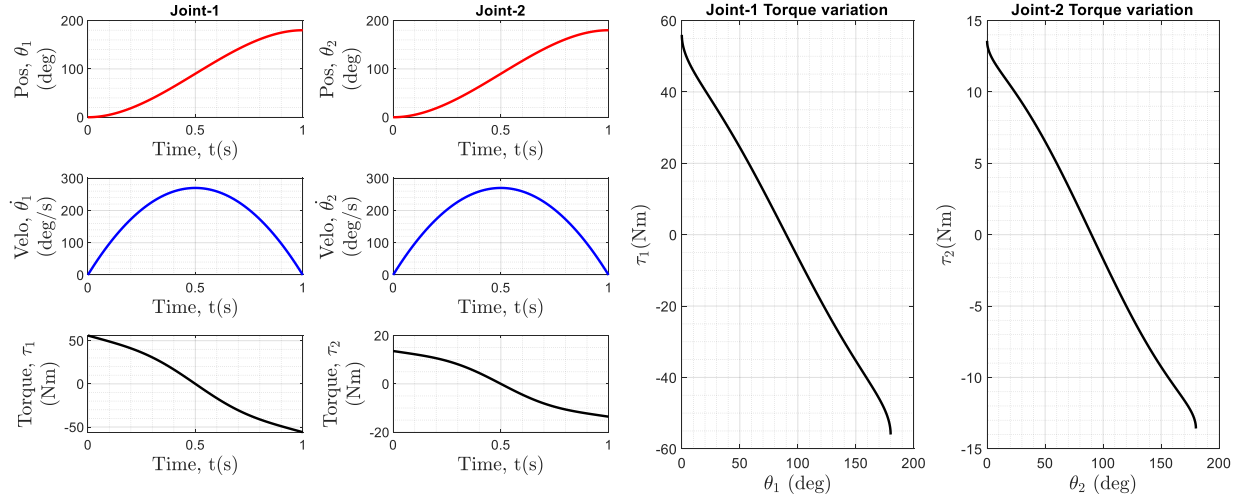 Joint-1
200
100
0
Pos, θ₁
(deg)
0 0.5 1
Time, t(s)
300
200
100
0
Velo, θ̇₁
(deg/s)
0 0.5 1
Time, t(s)
50
0
-50
Torque, τ₁
(Nm)
0 0.5 1
Time, t(s)
Joint-2
200
100
0
Pos, θ₂
(deg)
0 0.5 1
Time, t(s)
300
200
100
0
Velo, θ̇₂
(deg/s)
0 0.5 1
Time, t(s)
20
0
-20
Torque, τ₂
(Nm)
0 0.5 1
Time, t(s)
Joint-1 Torque variation
60
40
20
0
-20
-40
-60
τ₁(Nm)
0 50 100 150 200
θ₁ (deg)
Joint-2 Torque variation
15
10
5
0
-5
-10
-15
τ₂(Nm)
0 50 100 150 200
θ₂ (deg)